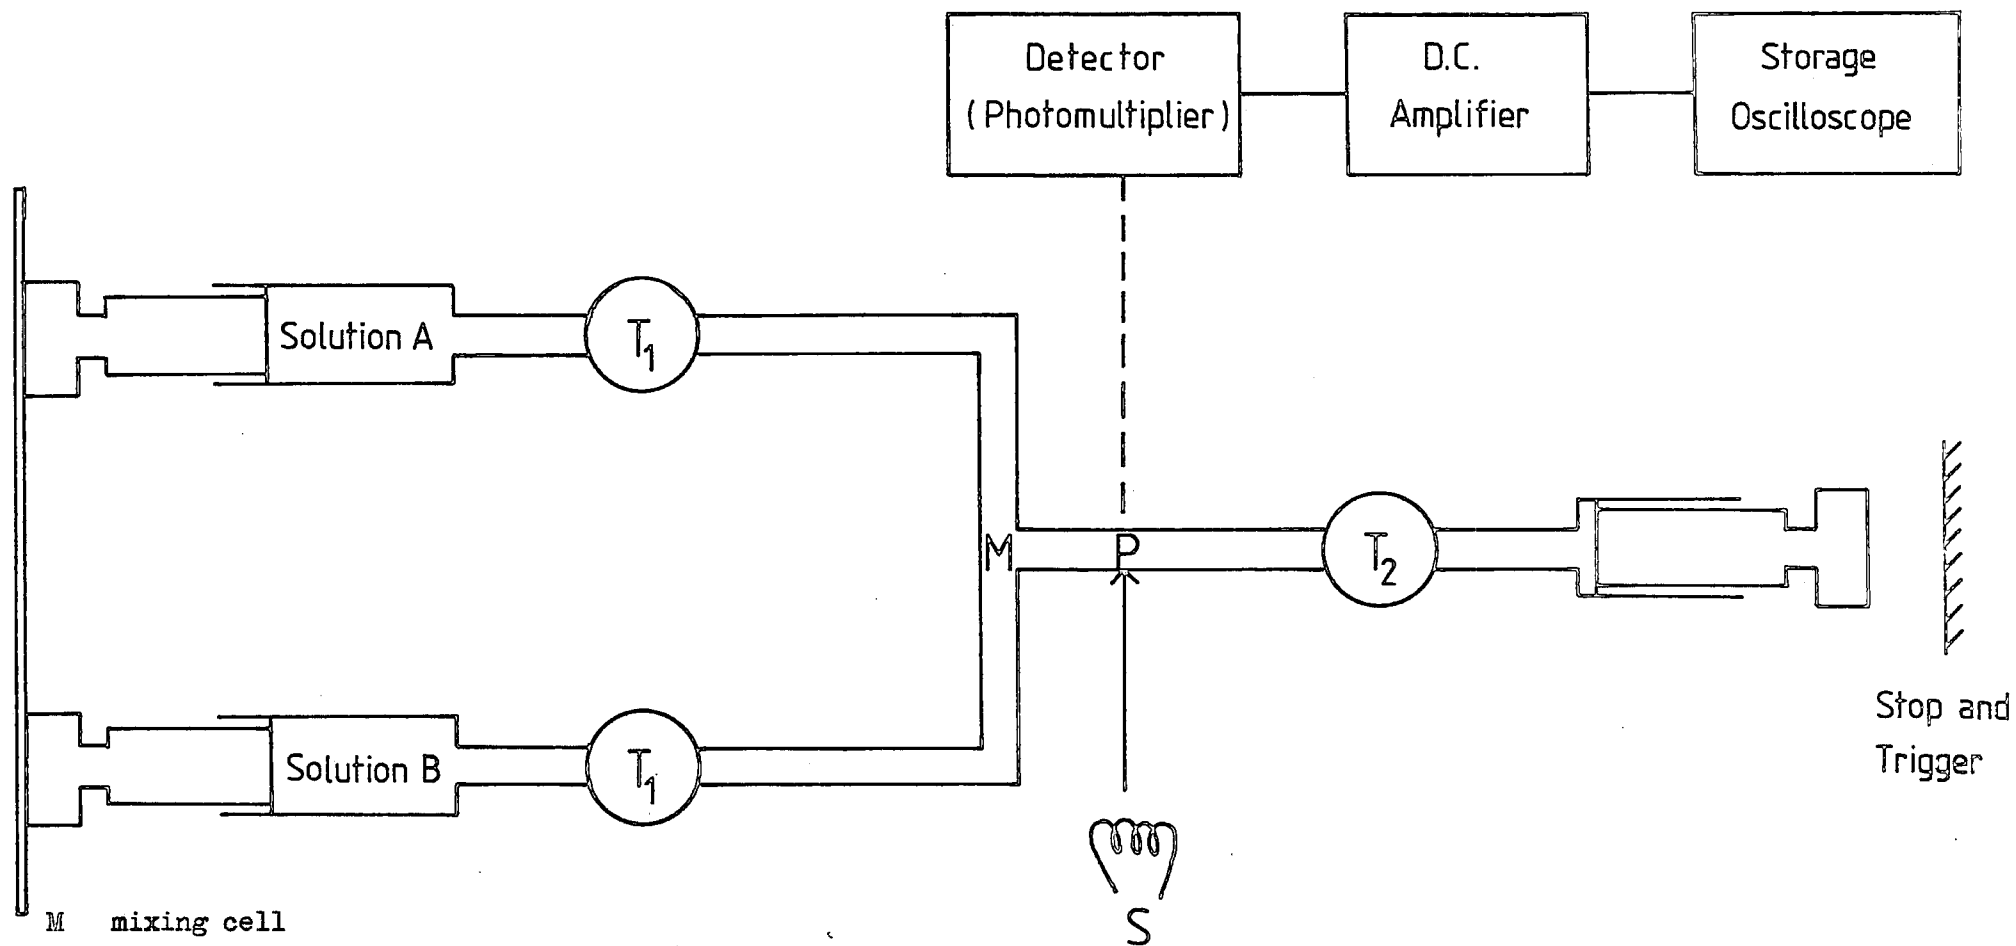 Detector
(Photomultiplier)
D.C.
Amplifier
Storage
Oscilloscope
Solution A
T1
M
P
T2
Solution B
T1
Stop and
Trigger
S
M mixing cell